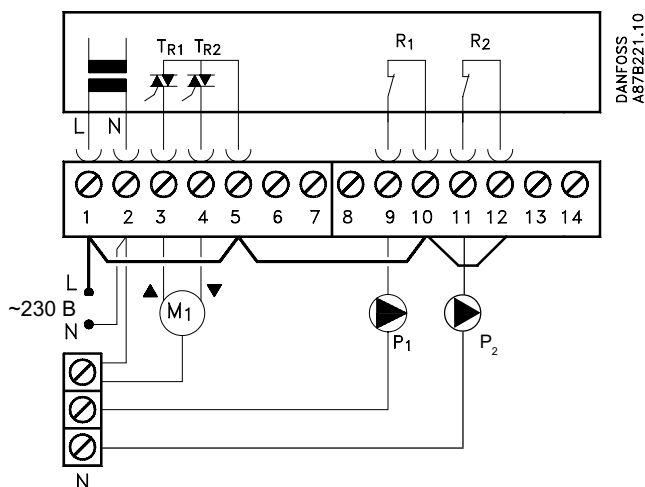 TR1 TR2
R1
R2
DANFOSS
A87B221.10
L N
1 2 3 4 5 6 7 8 9 10 11 12 13 14
L
~230 В
N
M1
P1
P2
N